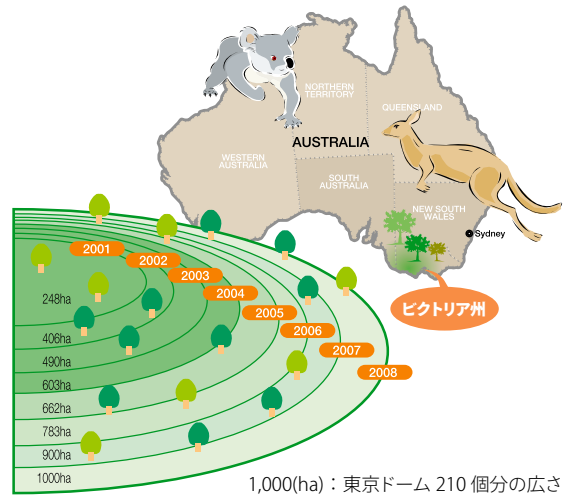 NORTHERN
TERRITORY
QUEENSLAND
AUSTRALIA
WESTERN
AUSTRALIA
SOUTH
AUSTRALIA
NEW SOUTH
WALES
Sydney
ビクトリア州
2001
2002
2003
2004
2005
2006
2007
2008
248ha
406ha
490ha
603ha
662ha
783ha
900ha
1000ha
1,000(ha)：東京ドーム 210 個分の広さ